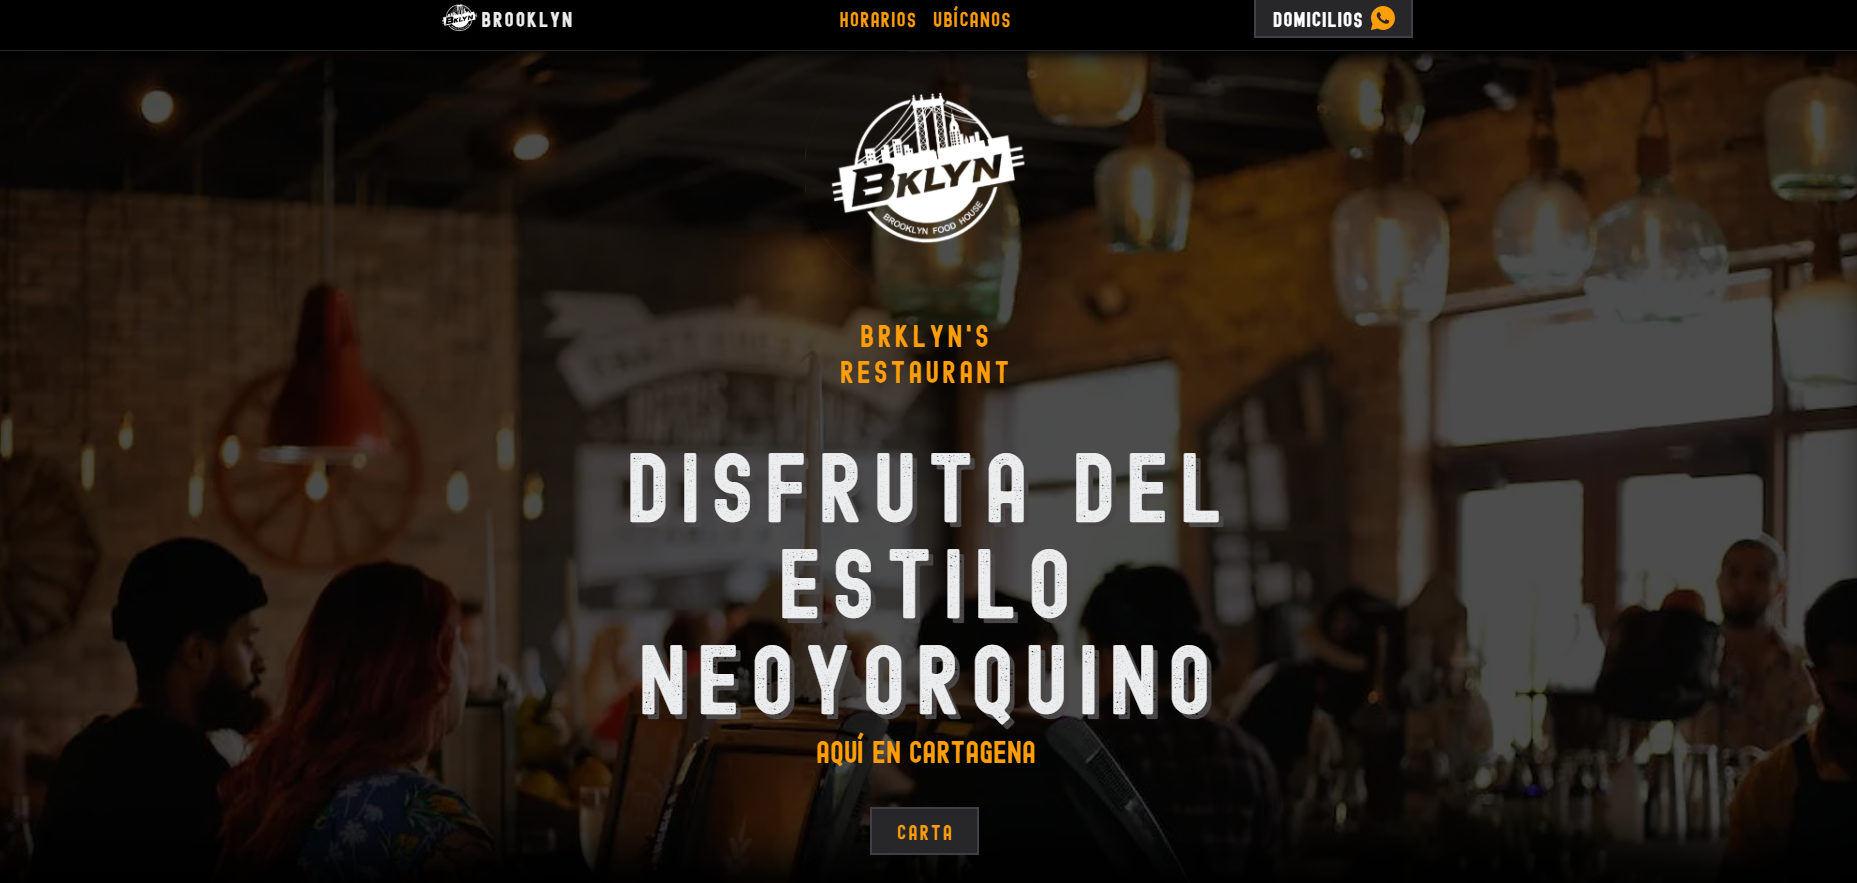 BKLYN BROOKLYN
HORARIOS UBÍCANOS
DOMICILIOS
BKLYN
BROOKLYN FOOD HOUSE
BRKLYN'S
RESTAURANT
DISFRUTA DEL
ESTILO
NEOYORQUINO
AQUÍ EN CARTAGENA
CARTA